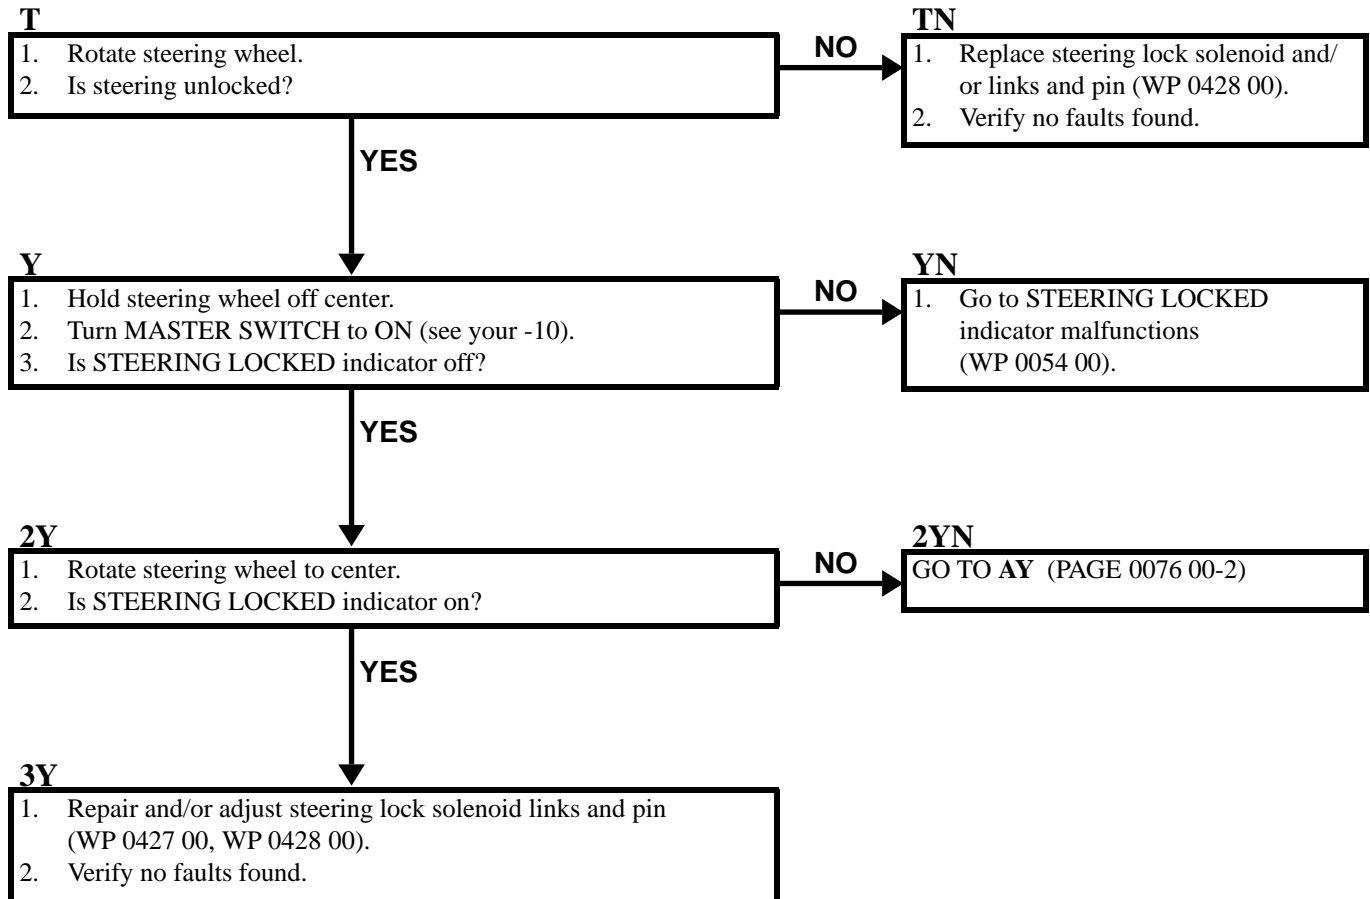 T
1. Rotate steering wheel.
2. Is steering unlocked?
NO
TN
1. Replace steering lock solenoid and/
or links and pin (WP 0428 00).
2. Verify no faults found.
YES
Y
1. Hold steering wheel off center.
2. Turn MASTER SWITCH to ON (see your -10).
3. Is STEERING LOCKED indicator off?
NO
YN
1. Go to STEERING LOCKED
indicator malfunctions
(WP 0054 00).
YES
2Y
1. Rotate steering wheel to center.
2. Is STEERING LOCKED indicator on?
NO
2YN
GO TO AY (PAGE 0076 00-2)
YES
3Y
1. Repair and/or adjust steering lock solenoid links and pin
(WP 0427 00, WP 0428 00).
2. Verify no faults found.